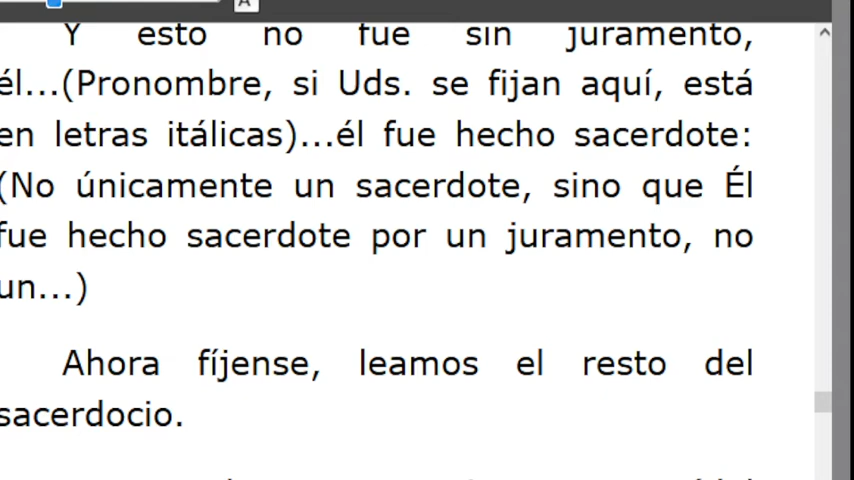 A
Y esto no fue sin juramento,
él...(Pronombre, si Uds. se fijan aquí, está
en letras itálicas)...él fue hecho sacerdote:
(No únicamente un sacerdote, sino que Él
fue hecho sacerdote por un juramento, no
un...)
Ahora fíjense, leamos el resto del
sacerdocio.